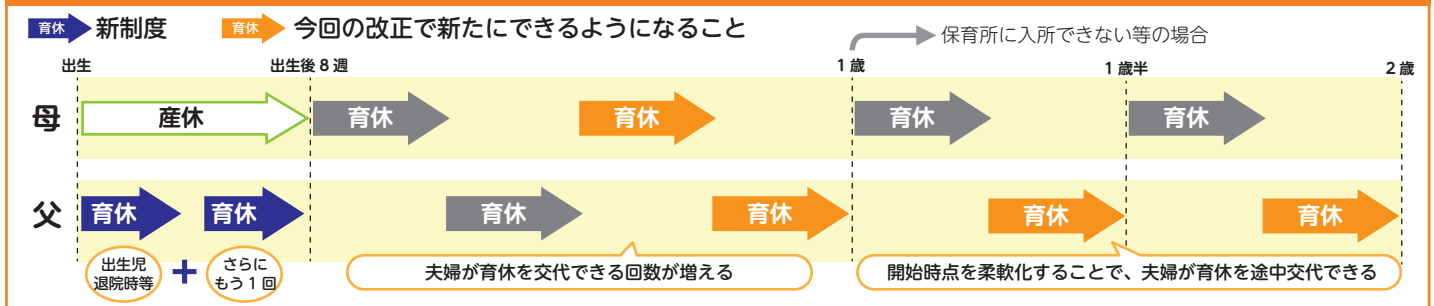 育休 新制度 育休 今回の改正で新たにできるようになること
保育所に入所できない等の場合
出生 出生後8週 1歳 1歳半 2歳
母 産休 育休 育休 育休 育休
父 育休 育休 育休 育休 育休 育休
出生児
退院時等
+
さらに
もう1回
夫婦が育休を交代できる回数が増える
開始時点を柔軟化することで、夫婦が育休を途中交代できる